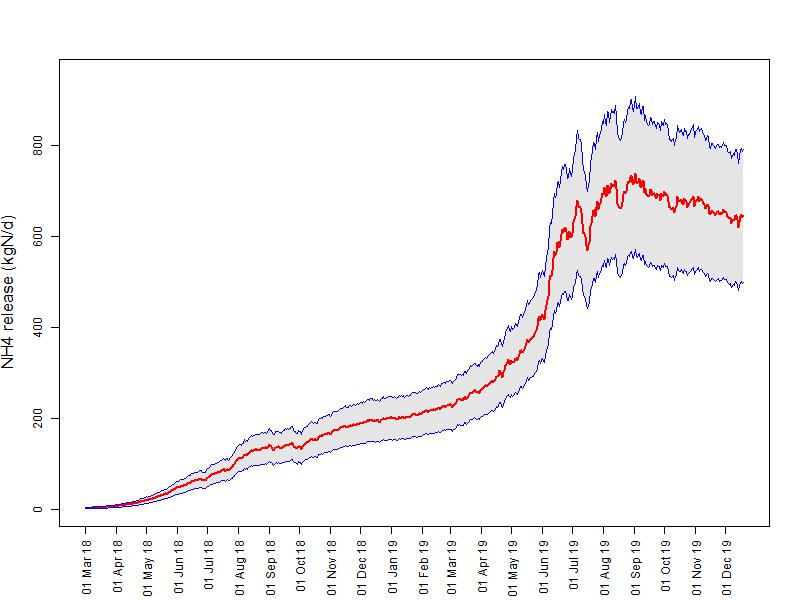 NH4 release (kgN/d)
800
600
400
200
0
01 Mar 18
01 Apr 18
01 May 18
01 Jun 18
01 Jul 18
01 Aug 18
01 Sep 18
01 Oct 18
01 Nov 18
01 Dec 18
01 Jan 19
01 Feb 19
01 Mar 19
01 Apr 19
01 May 19
01 Jun 19
01 Jul 19
01 Aug 19
01 Sep 19
01 Oct 19
01 Nov 19
01 Dec 19